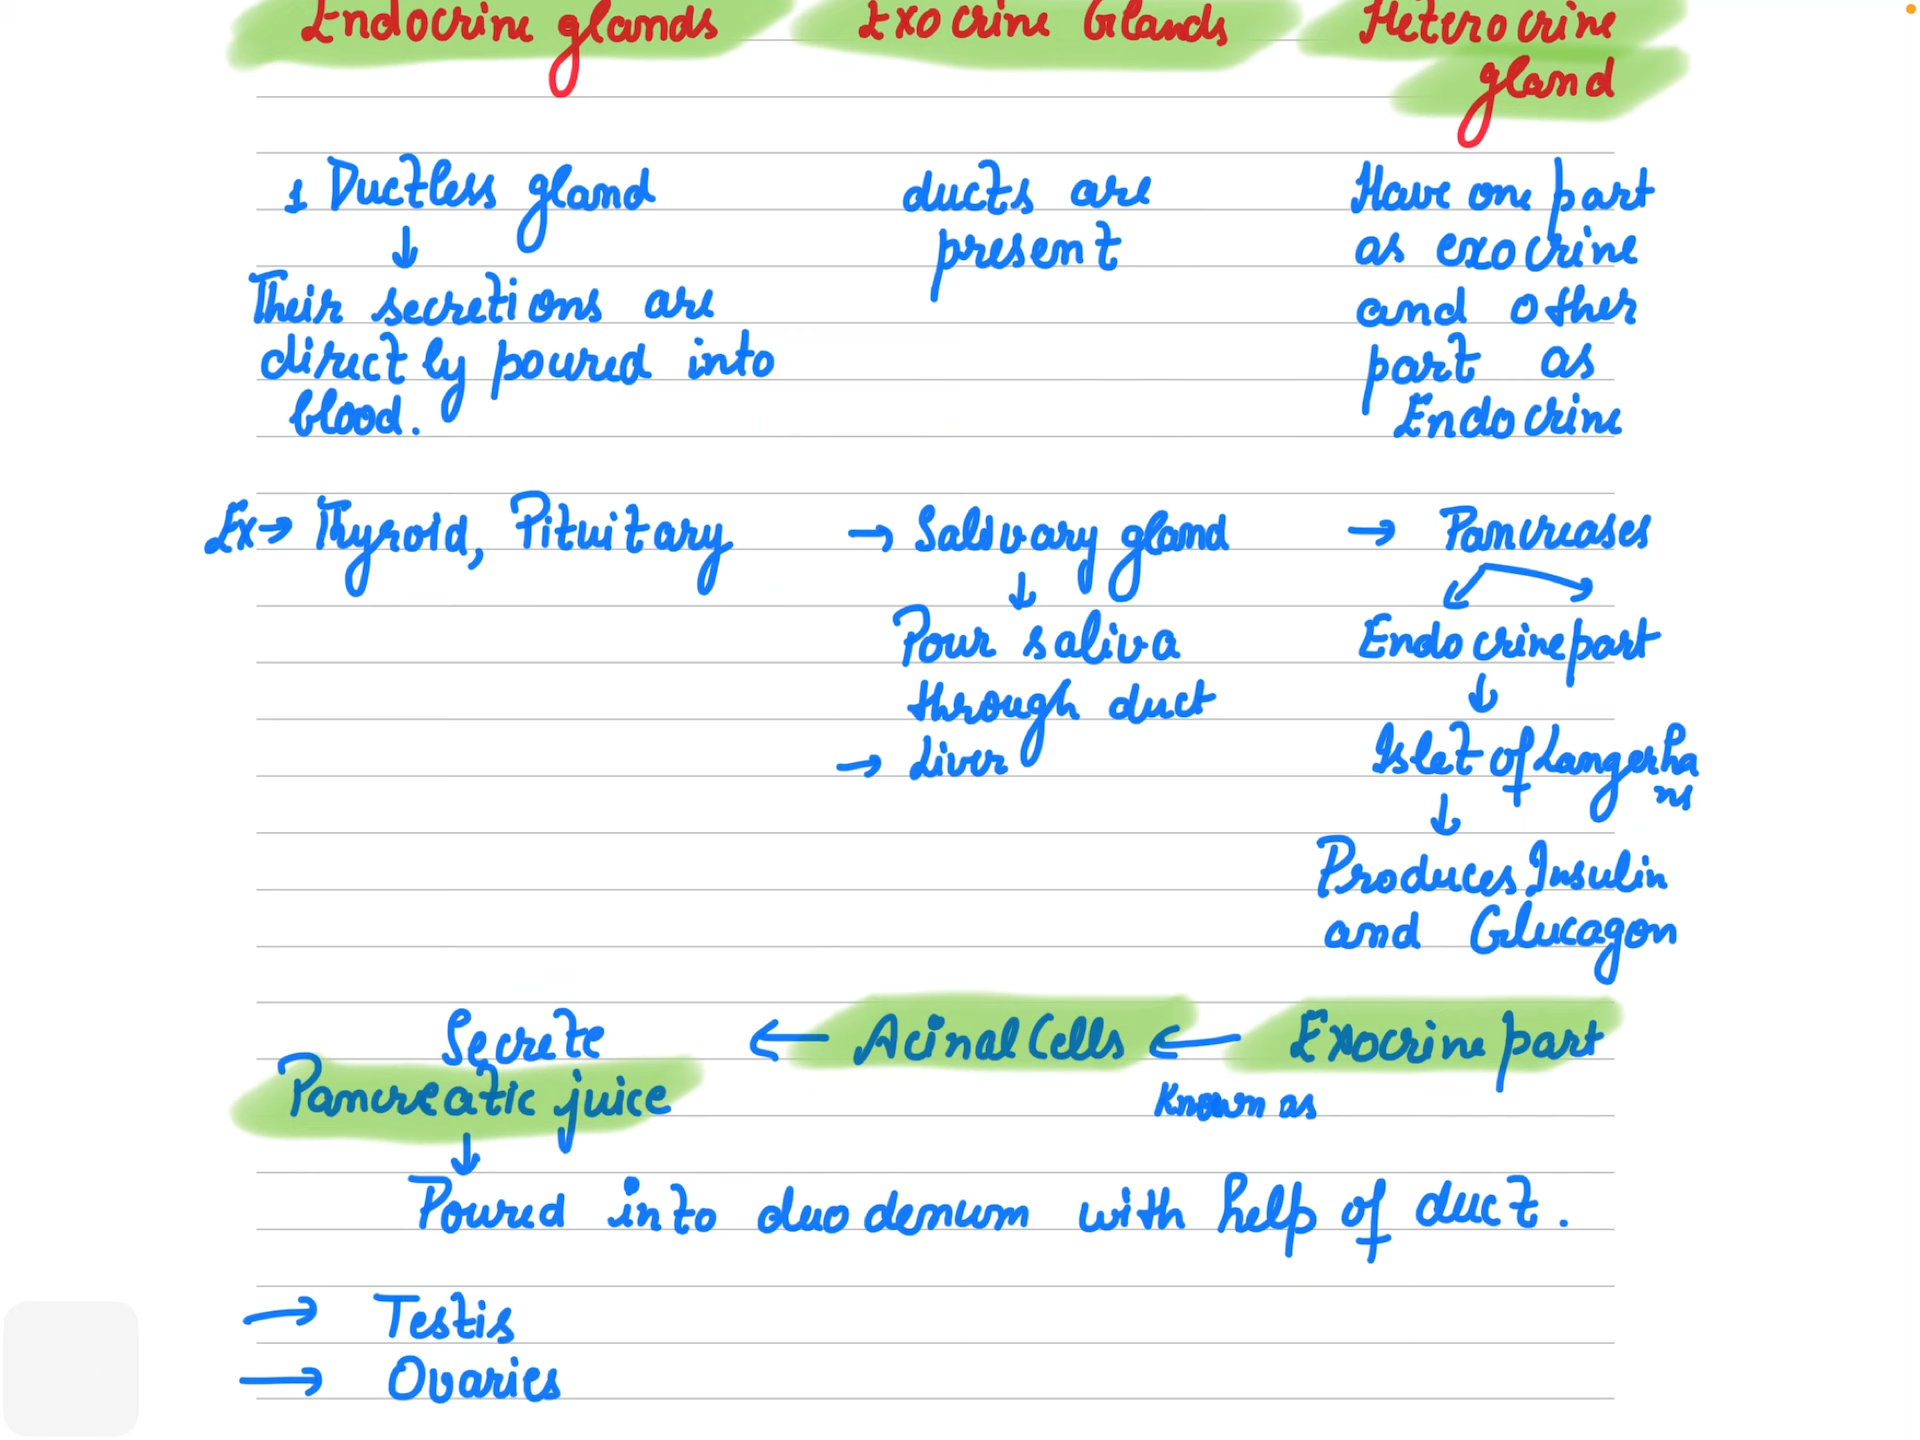 Endocrine glands Exocrine Glands Heterocrine
gland
1 Ductless gland ducts are Have one part
↓ present as exocrine
Their secretions are and other
directly poured into part as
blood. Endocrine
Ex→ Thyroid, Pituitary → Salivary gland → Pancreases
↓
Pour saliva Endocrine part
through duct ↓
→ Liver Islet of Langerha
ns
↓
Produces Insulin
and Glucagon
Secrete ← Acinal Cells ← Exocrine part
Pancreatic juice Known as
↓
Poured into duodenum with help of duct.
→ Testis
→ Ovaries